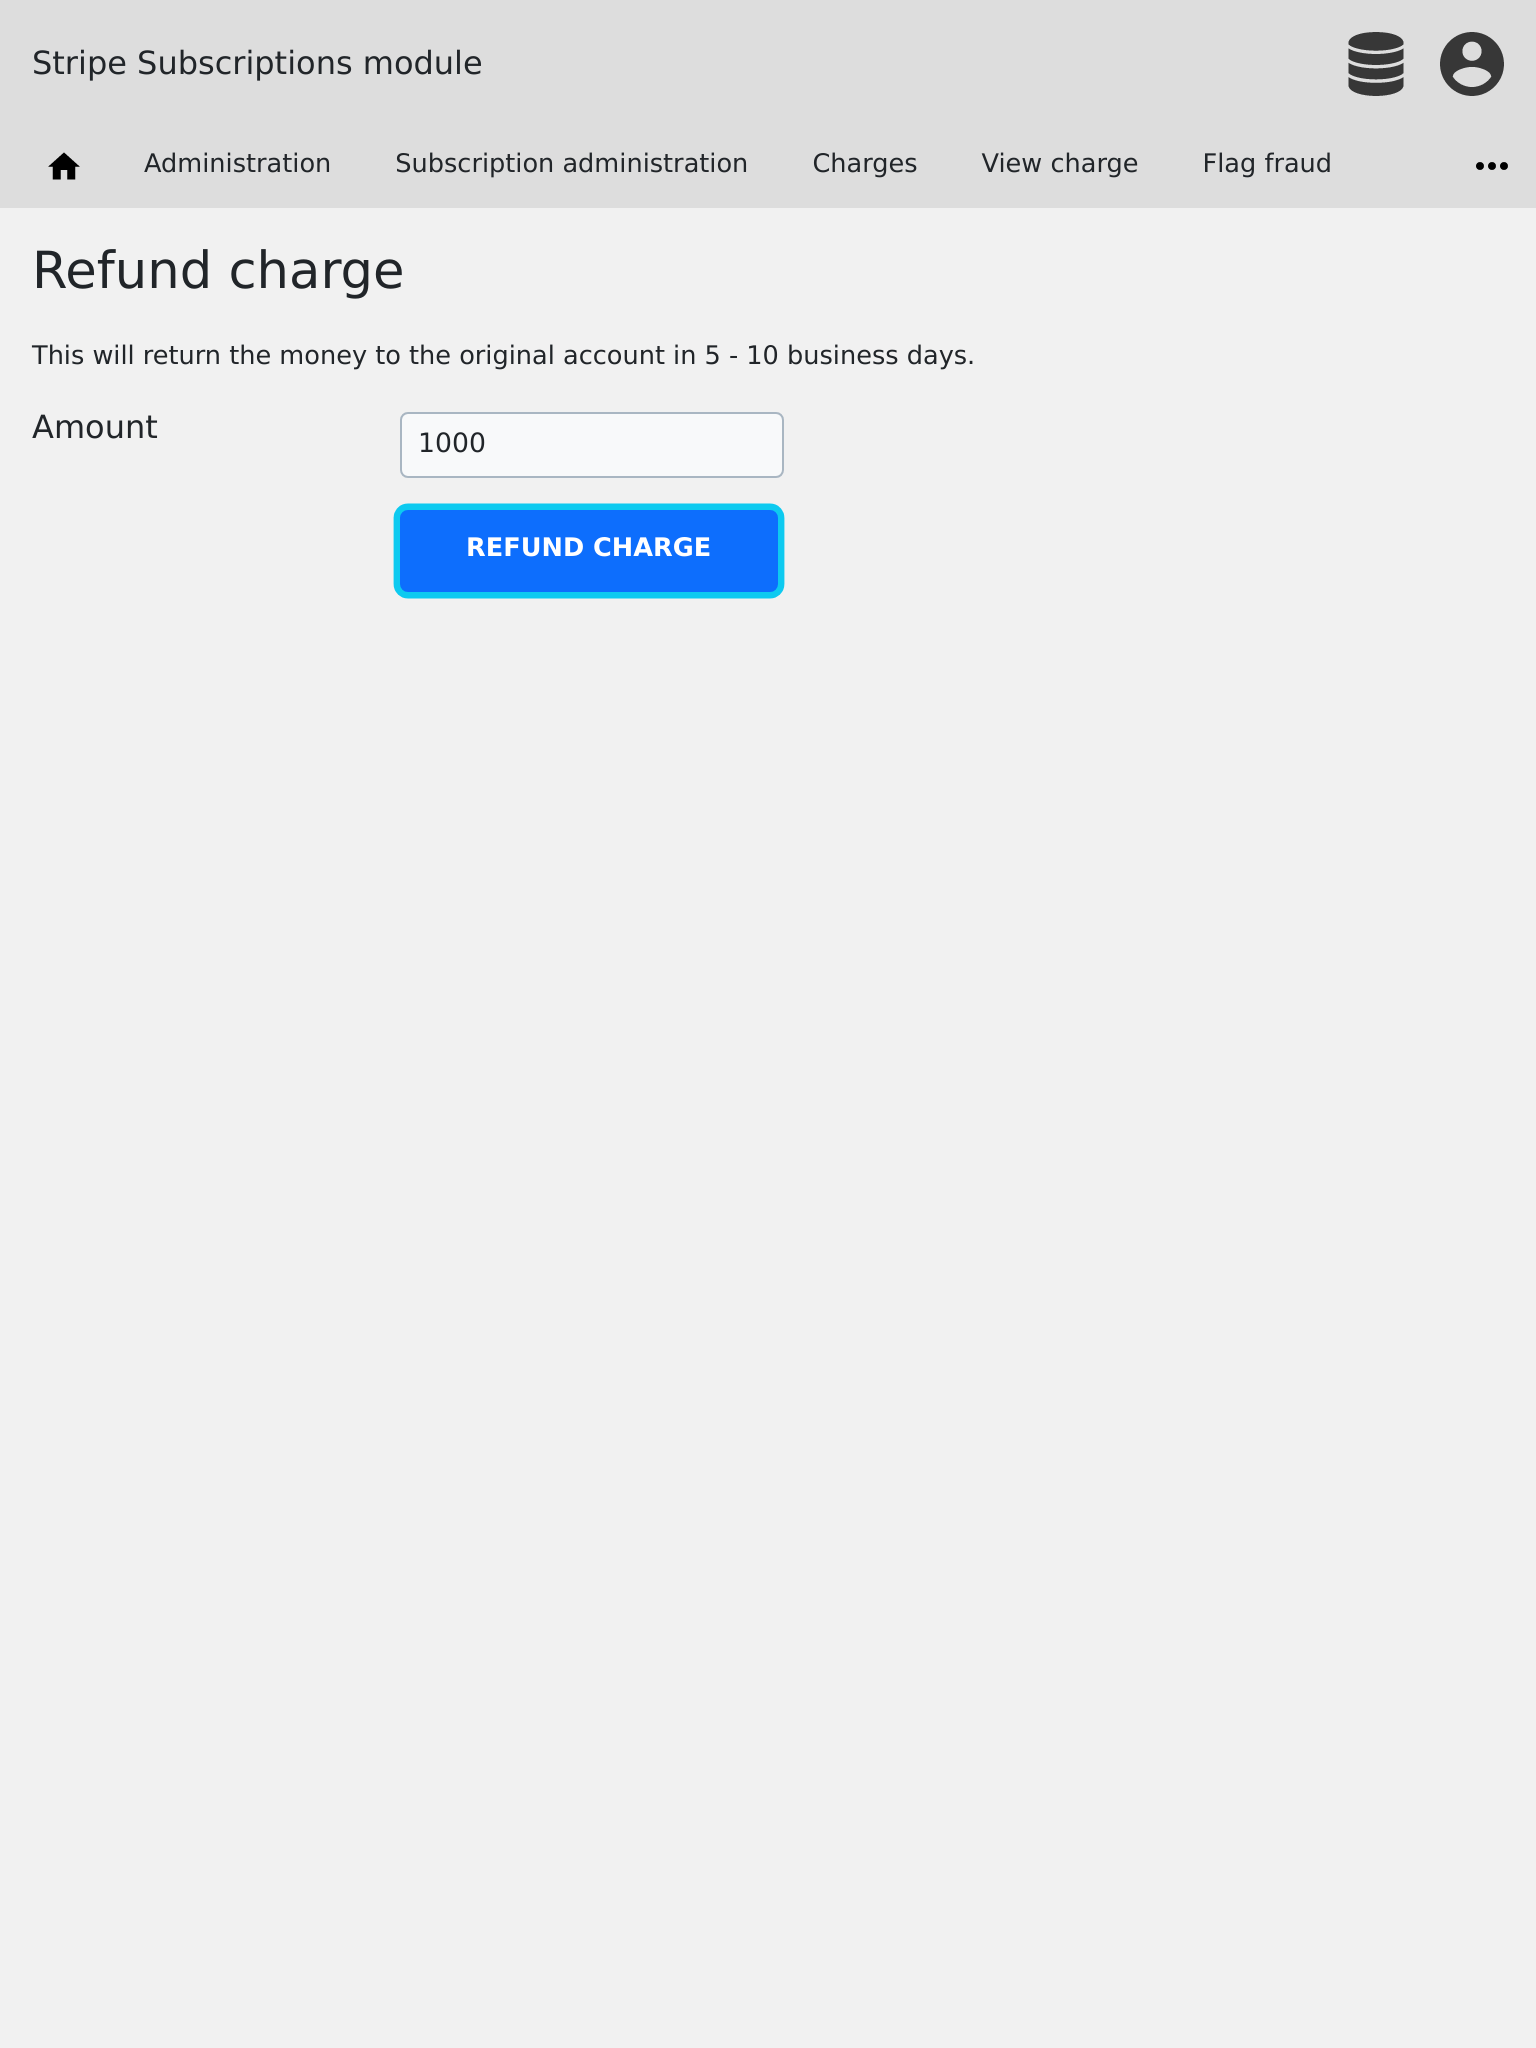 Stripe Subscriptions module
Administration Subscription administration Charges View charge Flag fraud
Refund charge
This will return the money to the original account in 5 - 10 business days.
Amount
1000
REFUND CHARGE